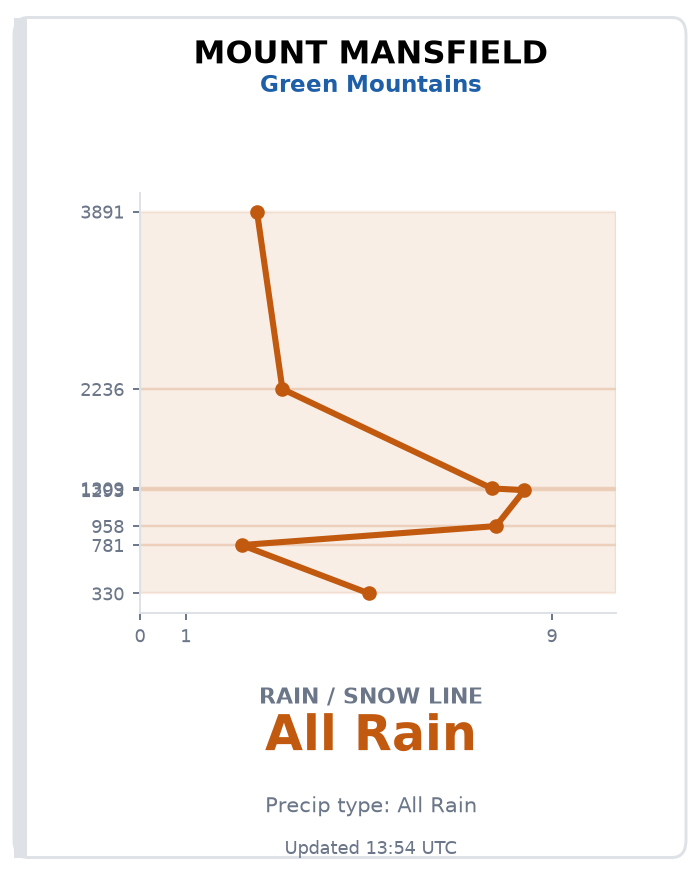 MOUNT MANSFIELD
Green Mountains
3891
2236
1309
958
781
330
0 1 9
RAIN / SNOW LINE
All Rain
Precip type: All Rain
Updated 13:54 UTC